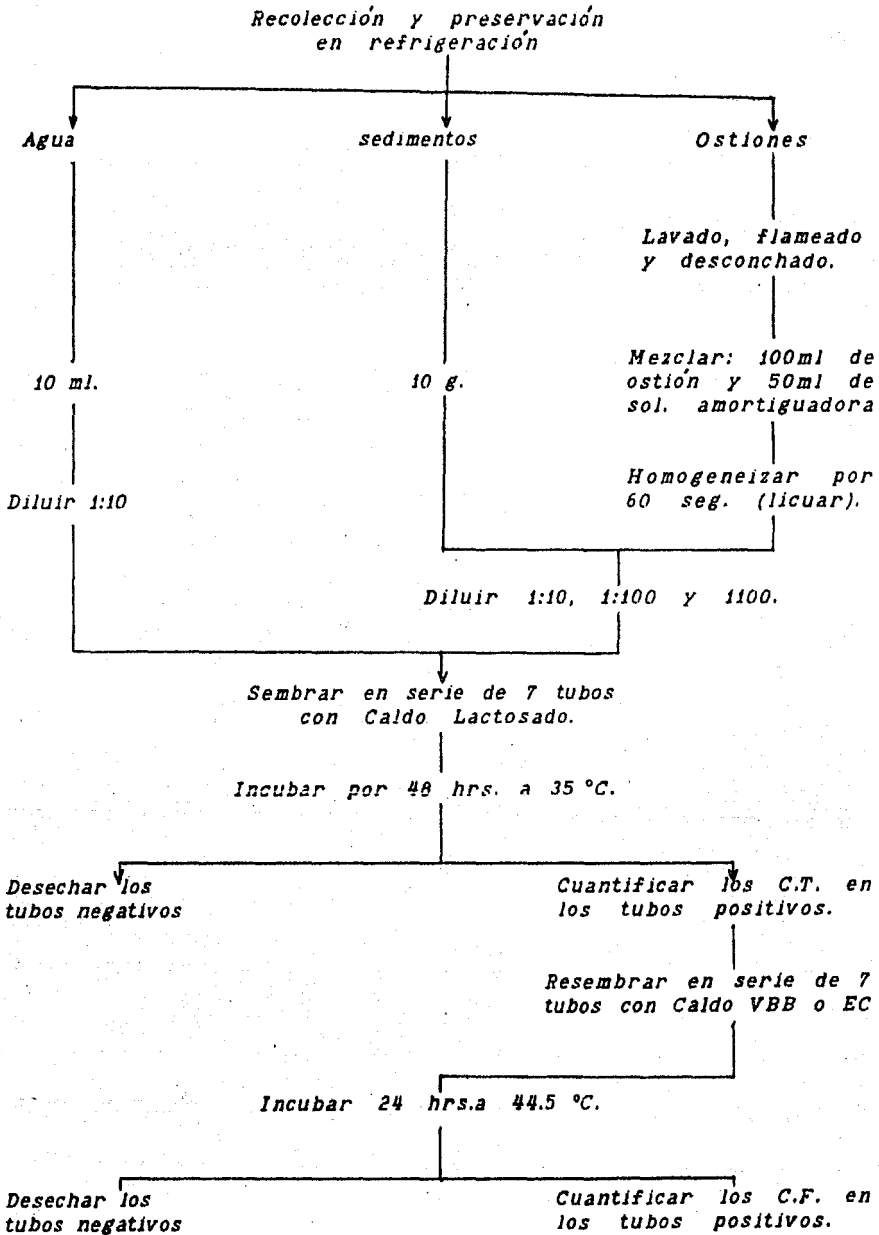 Recolección y preservación
en refrigeración
Agua
sedimentos
Ostiones
Lavado, flameado
y desconchado.
10 ml.
10 g.
Mezclar: 100ml de
ostión y 50ml de
sol. amortiguadora
Diluir 1:10
Homogeneizar por
60 seg. (licuar).
Diluir 1:10, 1:100 y 1100.
Sembrar en serie de 7 tubos
con Caldo Lactosado.
Incubar por 48 hrs. a 35 °C.
Desechar los
tubos negativos
Cuantificar los C.T. en
los tubos positivos.
Resembrar en serie de 7
tubos con Caldo VBB o EC
Incubar 24 hrs.a 44.5 °C.
Desechar los
tubos negativos
Cuantificar los C.F. en
los tubos positivos.